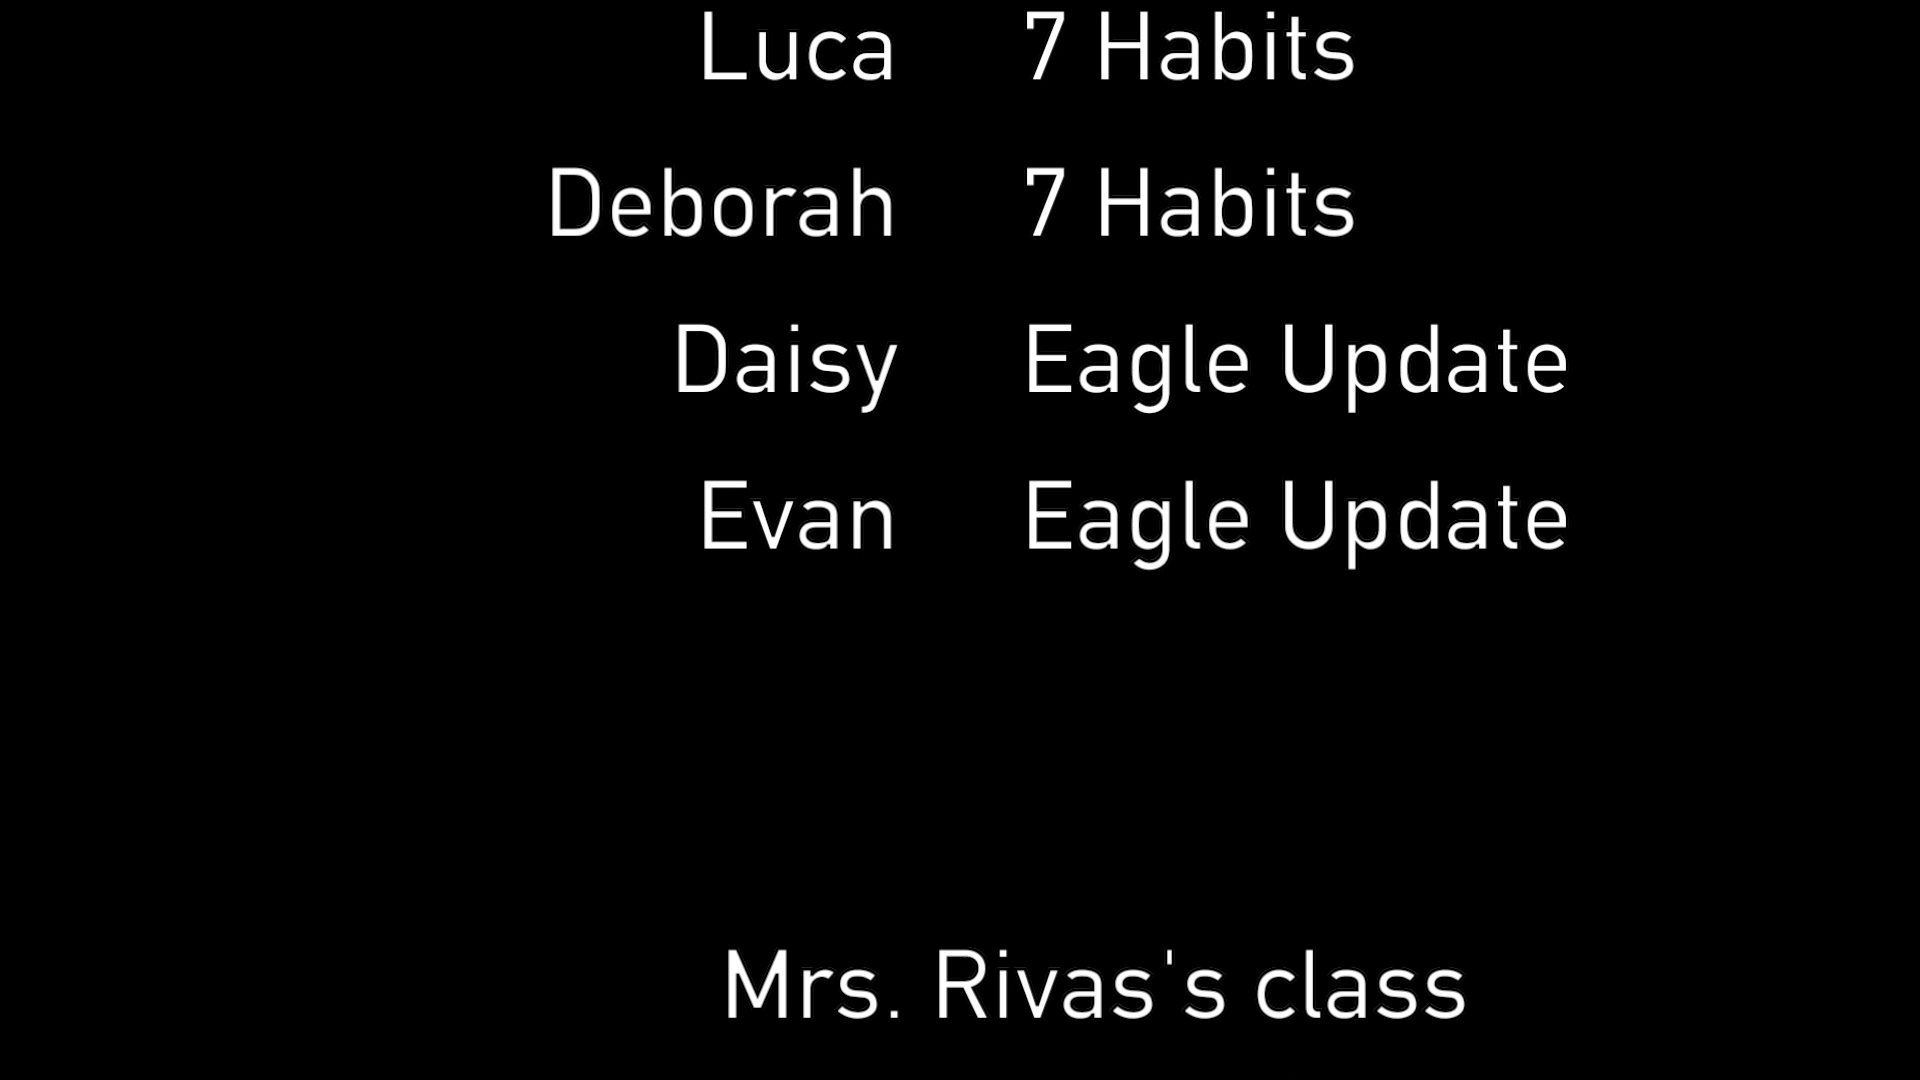 Luca 7 Habits
Deborah 7 Habits
Daisy Eagle Update
Evan Eagle Update
Mrs. Rivas's class